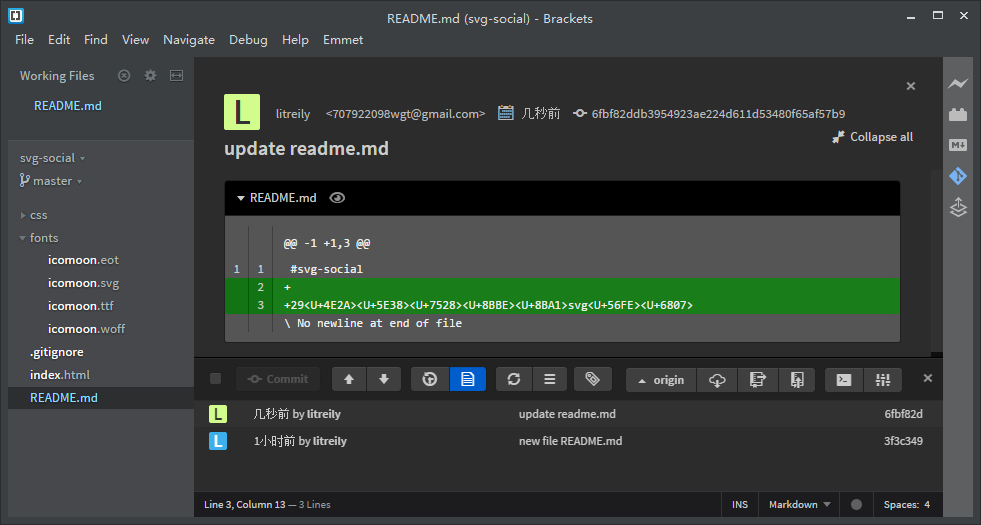 README.md (svg-social) - Brackets
File Edit Find View Navigate Debug Help Emmet
Working Files
README.md
svg-social
master
css
fonts
icomoon.eot
icomoon.svg
icomoon.ttf
icomoon.woff
.gitignore
index.html
README.md
L litreily <707922098wgt@gmail.com> 几秒前 6fbf82ddb3954923ae224d611d53480f65af57b9
Collapse all
update readme.md
README.md
@@ -1 +1,3 @@
1 1 #svg-social
2 +
3 +29<U+4E2A><U+5E38><U+7528><U+8BBE><U+8BA1>svg<U+56FE><U+6807>
\ No newline at end of file
Commit origin
L 几秒前 by litreily update readme.md 6fbf82d
L 1小时前 by litreily new file README.md 3f3c349
Line 3, Column 13 — 3 Lines INS Markdown Spaces: 4
M↓